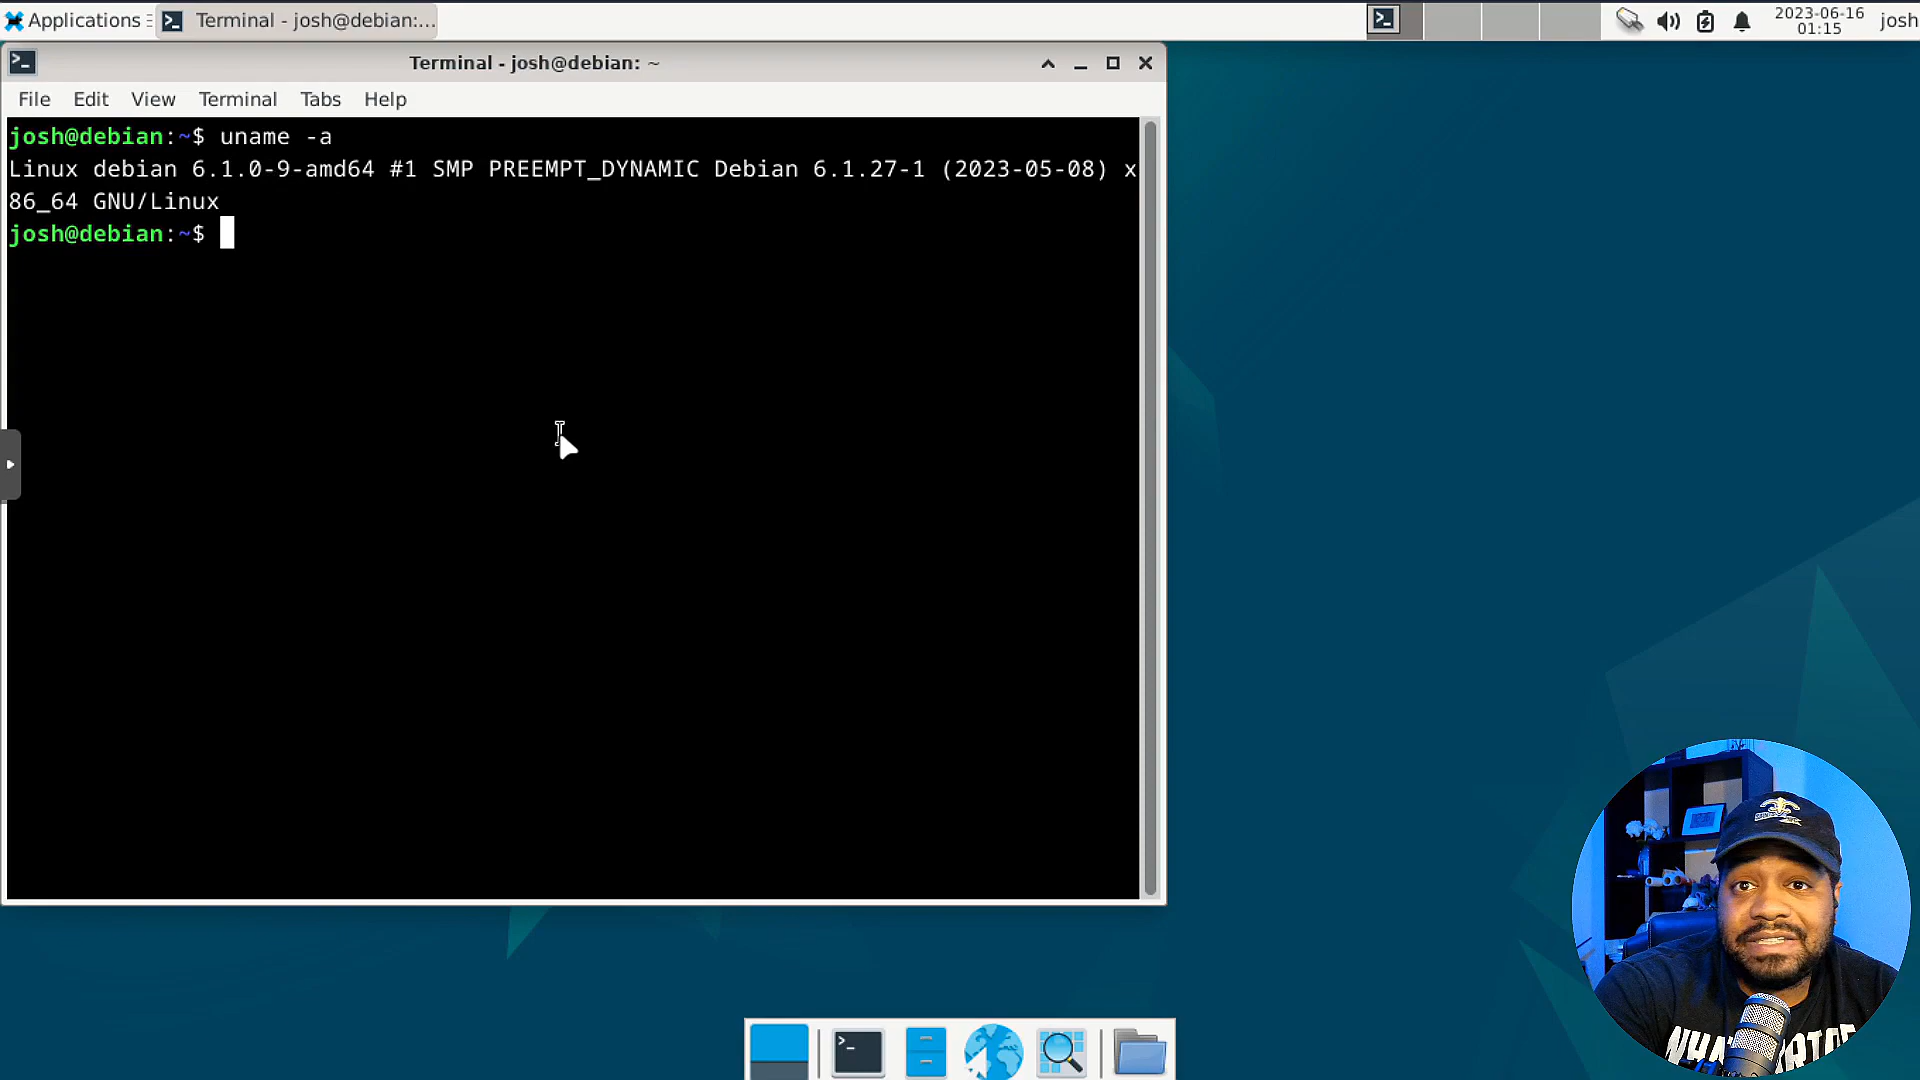 Applications
Terminal - josh@debian:...
2023-06-16
01:15
josh
Terminal - josh@debian: ~
File Edit View Terminal Tabs Help
josh@debian:~$ uname -a
Linux debian 6.1.0-9-amd64 #1 SMP PREEMPT_DYNAMIC Debian 6.1.27-1 (2023-05-08) x
86_64 GNU/Linux
josh@debian:~$